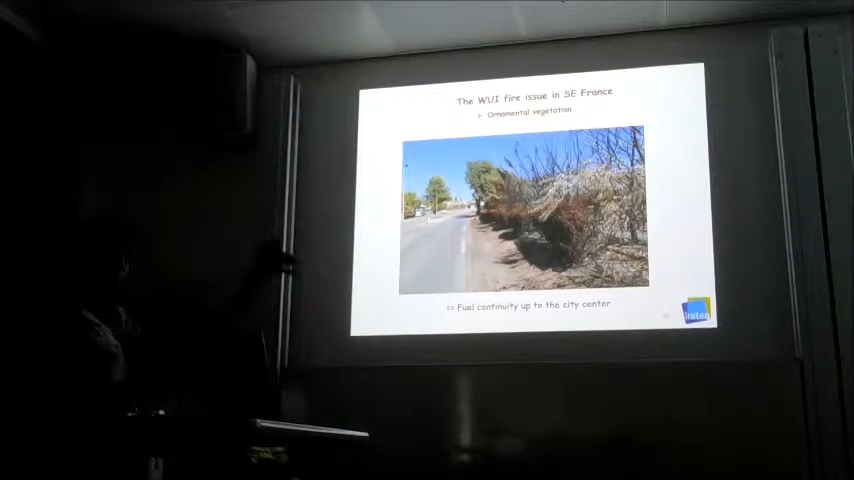 The WUI fire issue in SE France
> Ornamental vegetation
=> Fuel continuity up to the city center
irstea